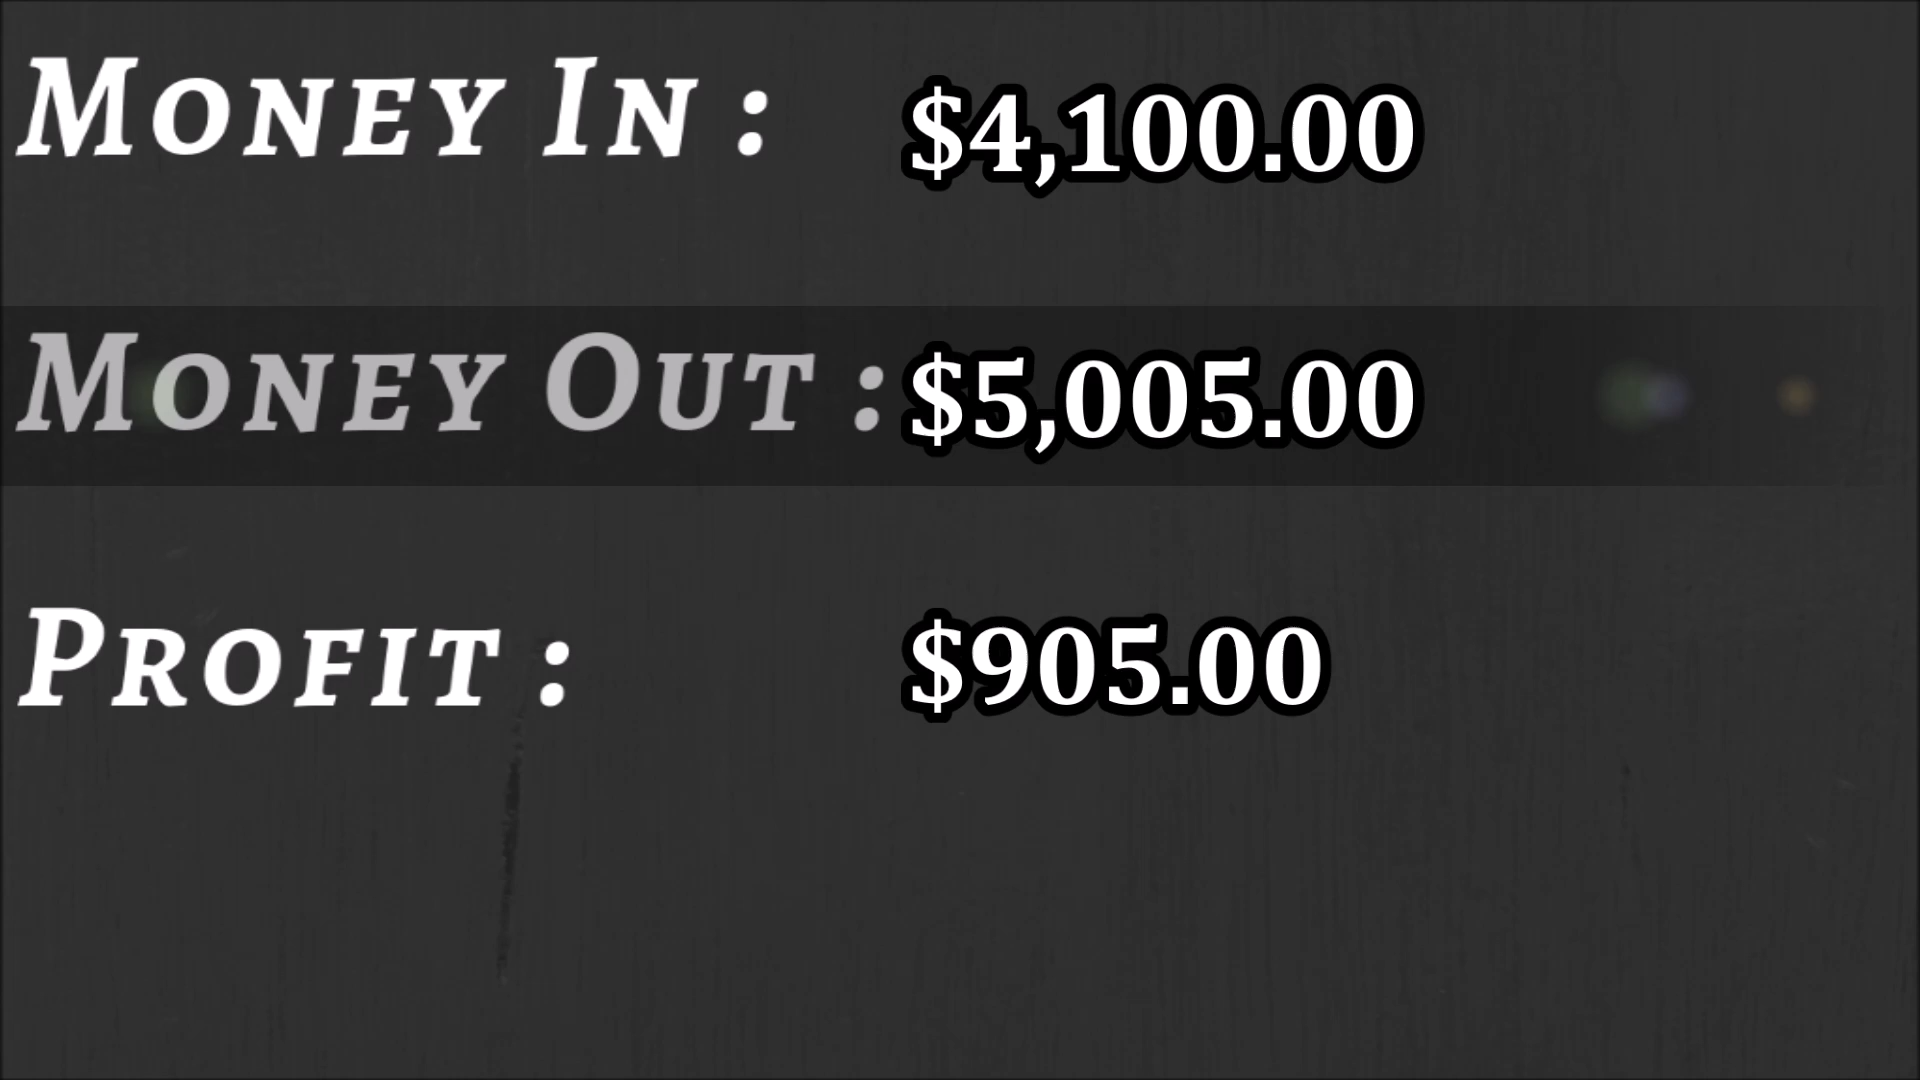 Money In : $4,100.00
Money Out : $5,005.00
Profit : $905.00